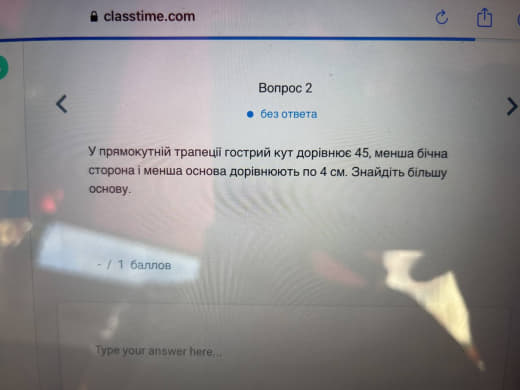 classtime.com
Вопрос 2
без ответа
У прямокутній трапеції гострий кут дорівнює 45, менша бічна
сторона і менша основа дорівнюють по 4 см. Знайдіть більшу
основу.
- / 1 баллов
Type your answer here...